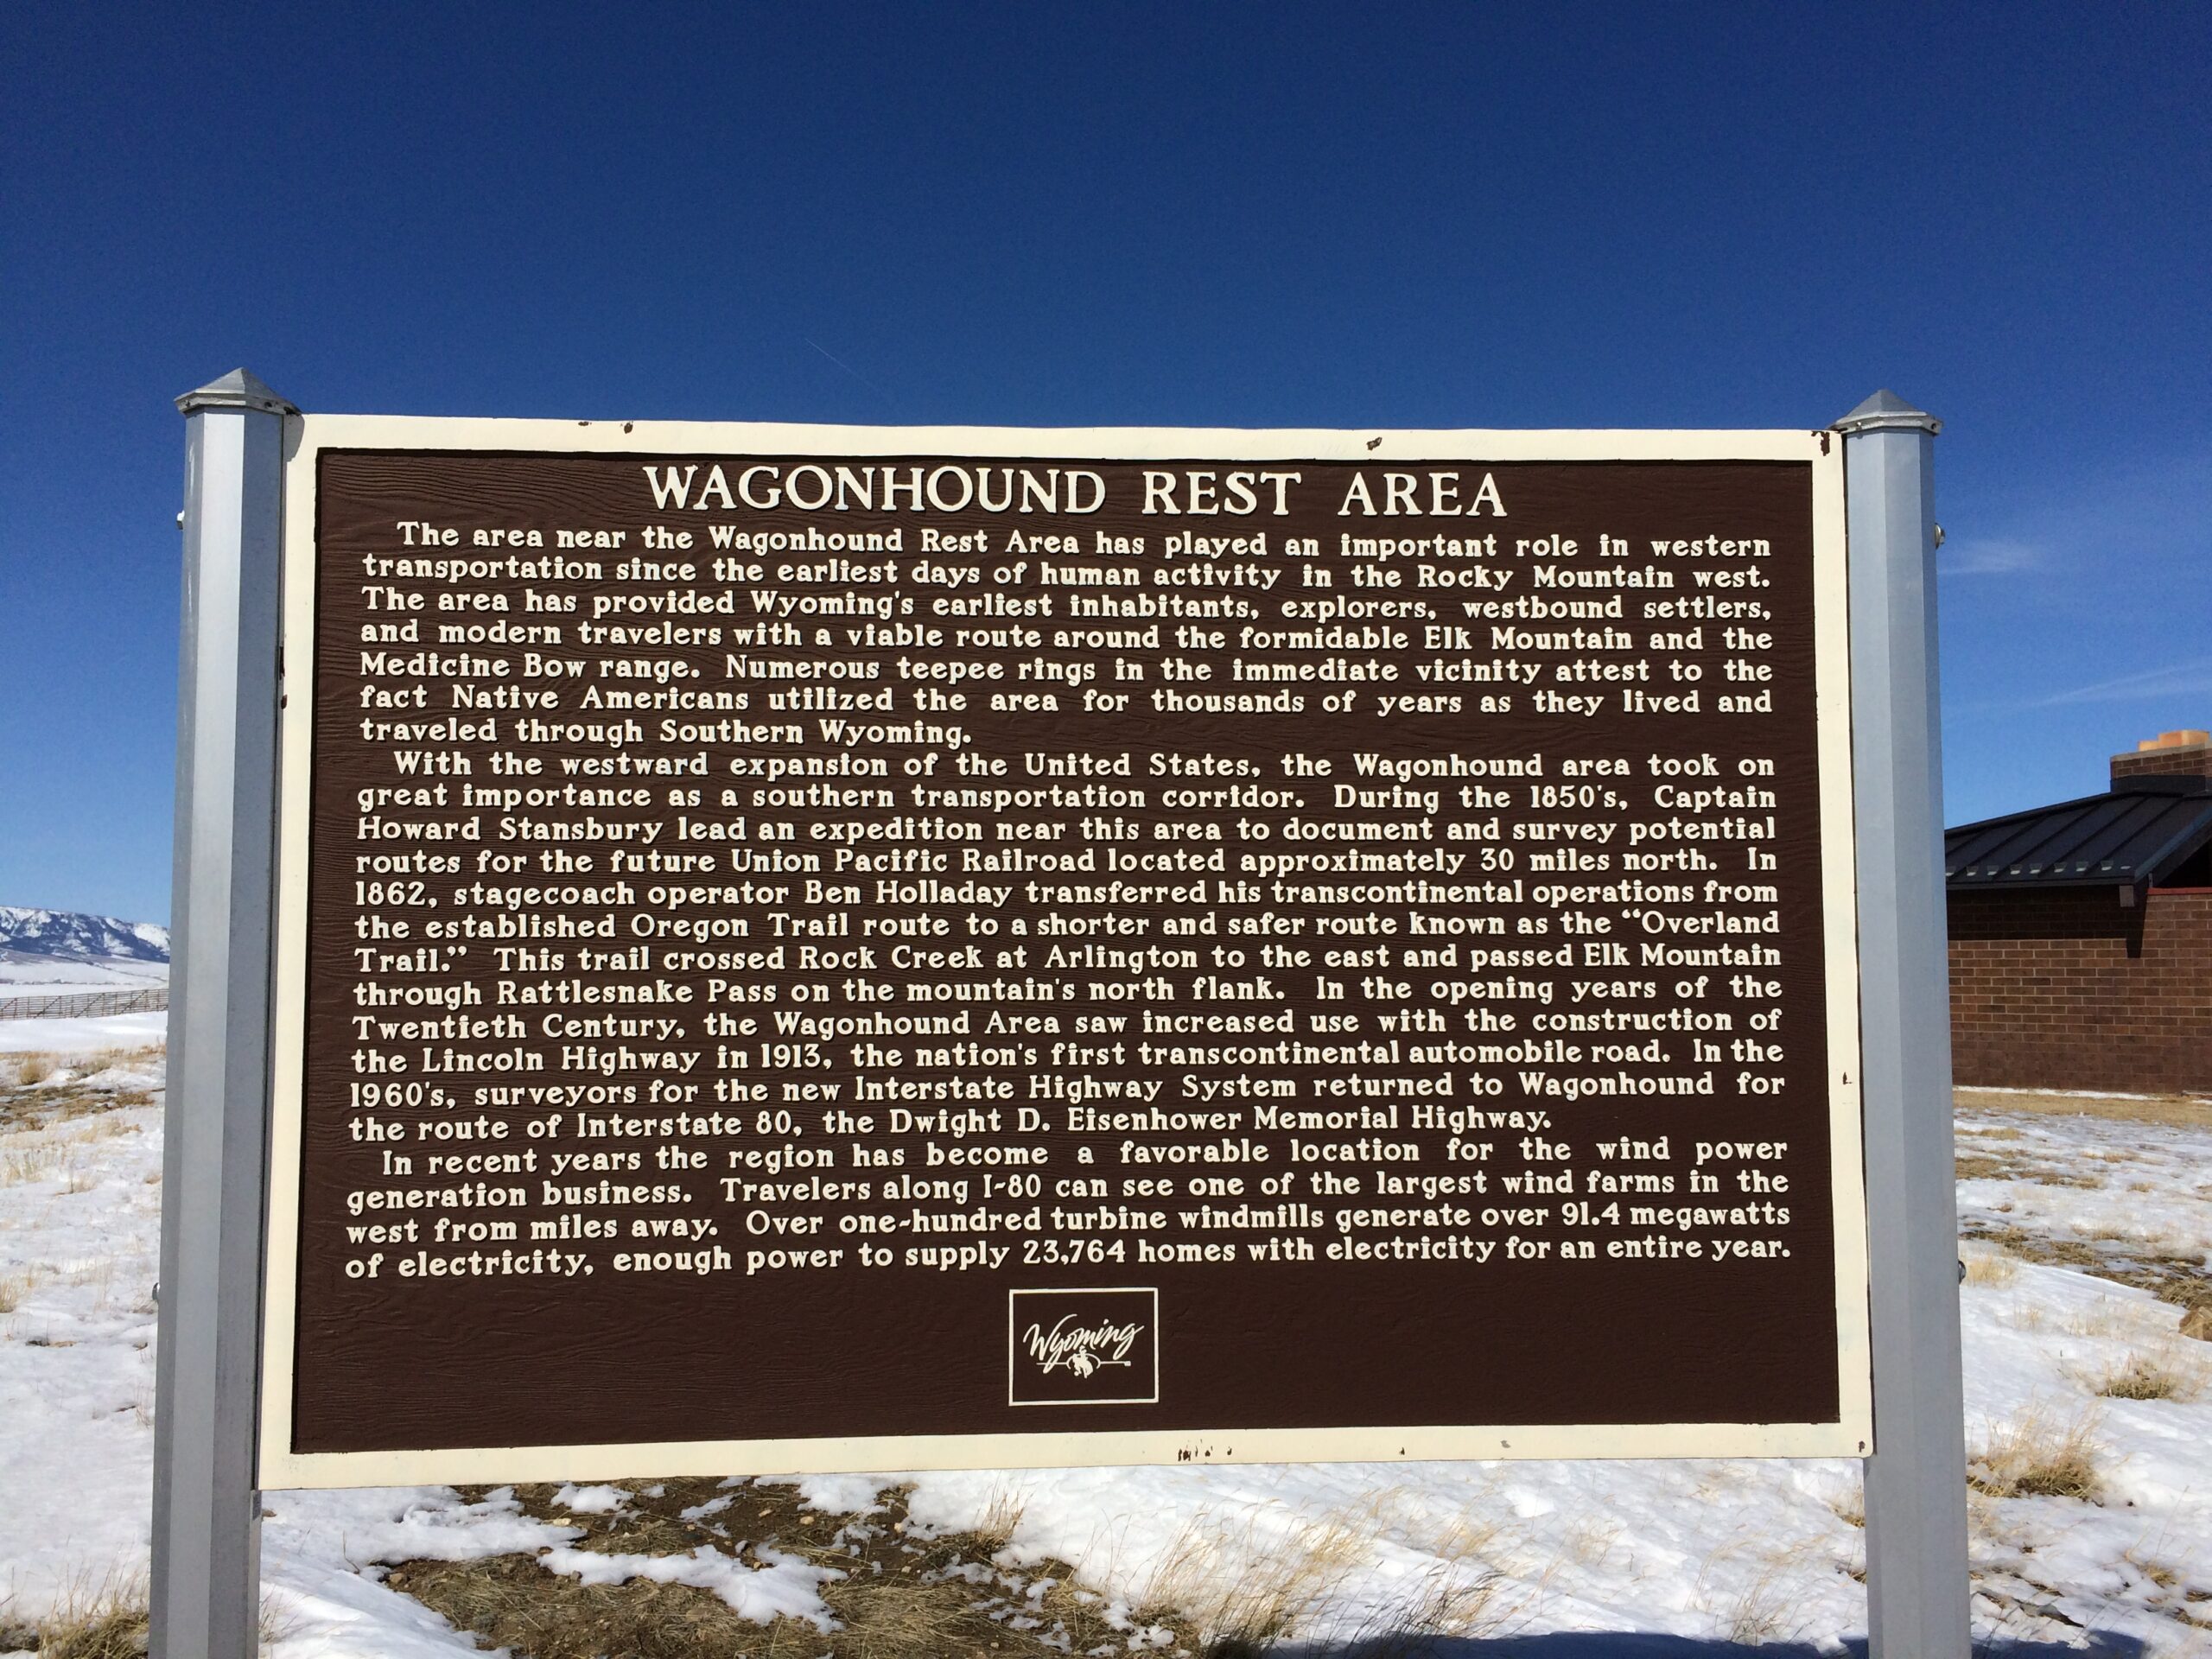 WAGONHOUND REST AREA
The area near the Wagonhound Rest Area has played an important role in western
transportation since the earliest days of human activity in the Rocky Mountain west.
The area has provided Wyoming's earliest inhabitants, explorers, westbound settlers,
and modern travelers with a viable route around the formidable Elk Mountain and the
Medicine Bow range. Numerous teepee rings in the immediate vicinity attest to the
fact Native Americans utilized the area for thousands of years as they lived and
traveled through Southern Wyoming.
With the westward expansion of the United States, the Wagonhound area took on
great importance as a southern transportation corridor. During the 1850's, Captain
Howard Stansbury lead an expedition near this area to document and survey potential
routes for the future Union Pacific Railroad located approximately 30 miles north. In
1862, stagecoach operator Ben Holladay transferred his transcontinental operations from
the established Oregon Trail route to a shorter and safer route known as the “Overland
Trail.” This trail crossed Rock Creek at Arlington to the east and passed Elk Mountain
through Rattlesnake Pass on the mountain's north flank. In the opening years of the
Twentieth Century, the Wagonhound Area saw increased use with the construction of
the Lincoln Highway in 1913, the nation's first transcontinental automobile road. In the
1960's, surveyors for the new Interstate Highway System returned to Wagonhound for
the route of Interstate 80, the Dwight D. Eisenhower Memorial Highway.
In recent years the region has become a favorable location for the wind power
generation business. Travelers along I-80 can see one of the largest wind farms in the
west from miles away. Over one-hundred turbine windmills generate over 91.4 megawatts
of electricity, enough power to supply 23,764 homes with electricity for an entire year.
Wyoming